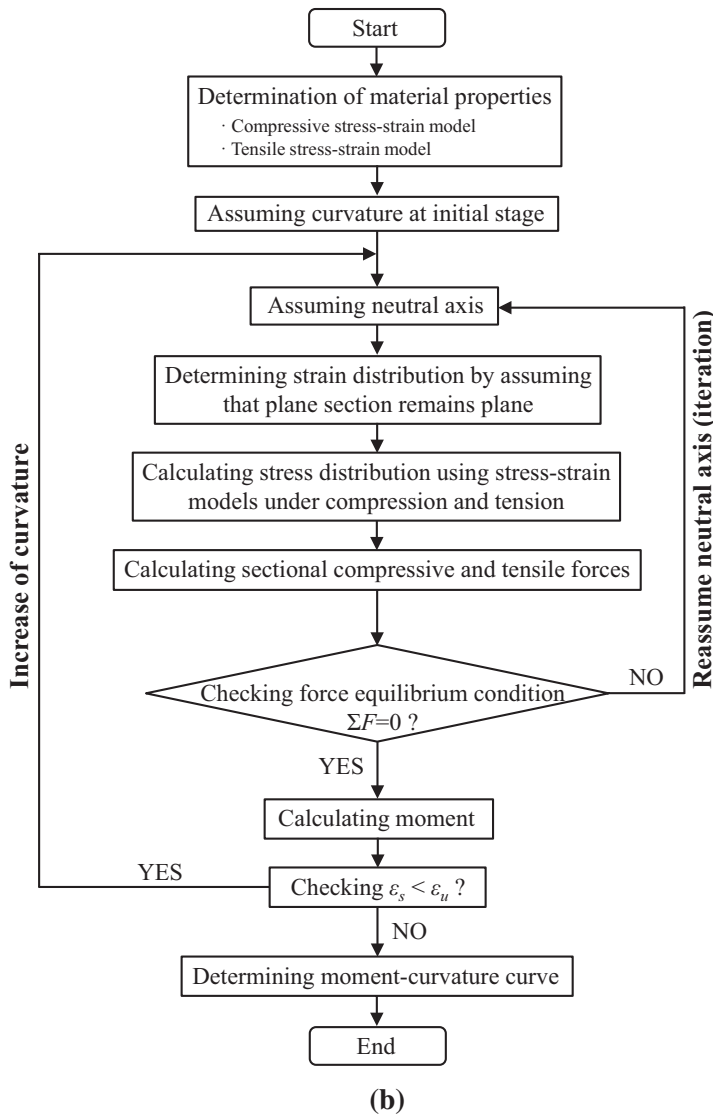 Start
Determination of material properties
· Compressive stress-strain model
· Tensile stress-strain model
Assuming curvature at initial stage
Assuming neutral axis
Determining strain distribution by assuming
that plane section remains plane
Calculating stress distribution using stress-strain
models under compression and tension
Calculating sectional compressive and tensile forces
Checking force equilibrium condition
ΣF=0 ?
NO
Reassume neutral axis (iteration)
YES
Calculating moment
Checking εs < εu ?
YES
Increase of curvature
NO
Determining moment-curvature curve
End
(b)